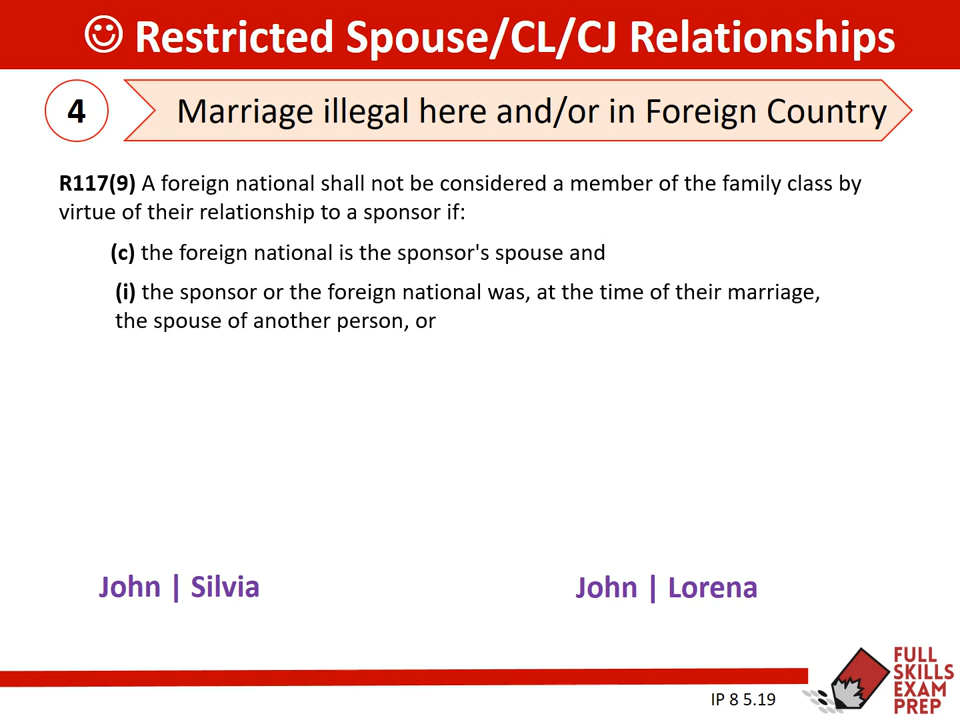 ☺ Restricted Spouse/CL/CJ Relationships
4
Marriage illegal here and/or in Foreign Country
R117(9) A foreign national shall not be considered a member of the family class by
virtue of their relationship to a sponsor if:
(c) the foreign national is the sponsor's spouse and
(i) the sponsor or the foreign national was, at the time of their marriage,
the spouse of another person, or
John | Silvia
John | Lorena
IP 8 5.19
FULL
SKILLS
EXAM
PREP